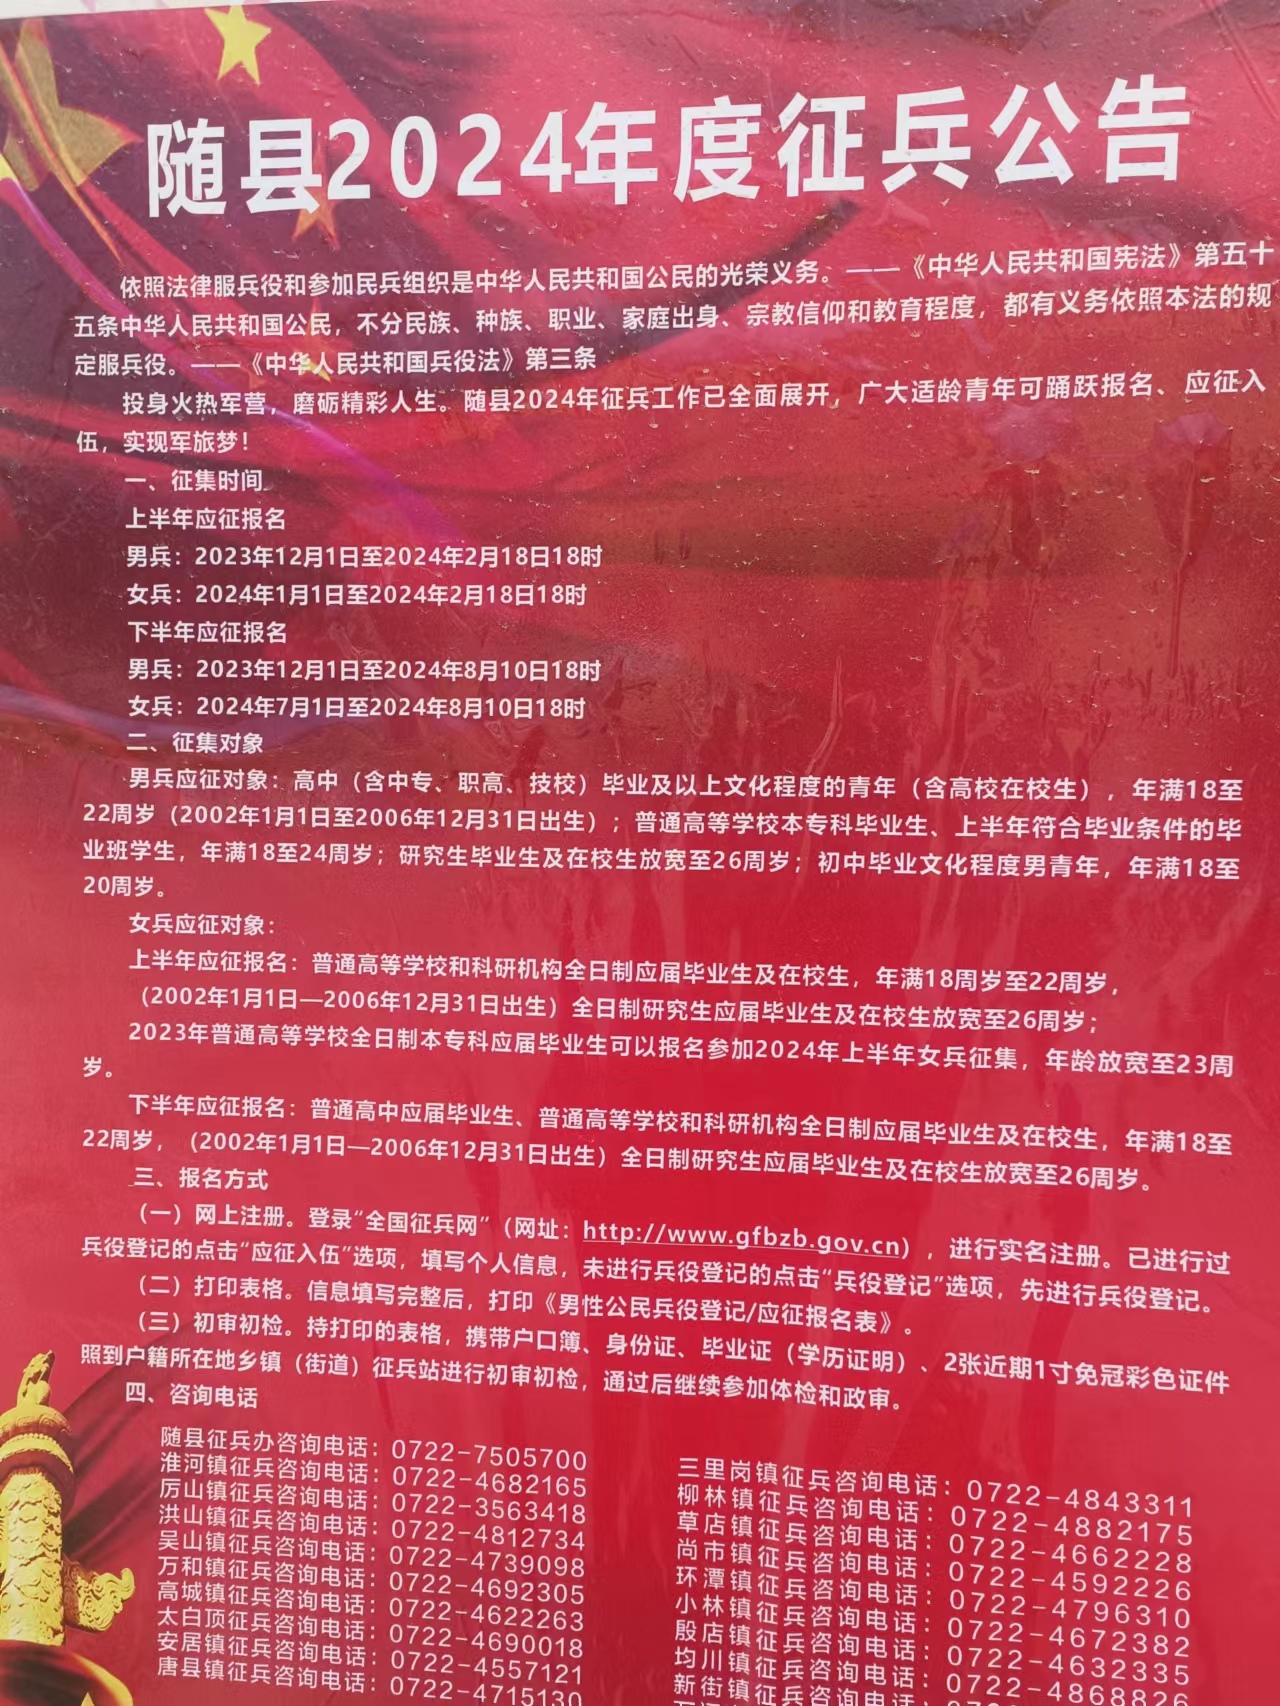 随县2024年度征兵公告
依照法律服兵役和参加民兵组织是中华人民共和国公民的光荣义务。——《中华人民共和国宪法》第五十
五条中华人民共和国公民，不分民族、种族、职业、家庭出身、宗教信仰和教育程度，都有义务依照本法的规
定服兵役。——《中华人民共和国兵役法》第三条
投身火热军营，磨砺精彩人生。随县2024年征兵工作已全面展开，广大适龄青年可踊跃报名、应征入
伍，实现军旅梦！
一、征集时间
上半年应征报名
男兵：2023年12月1日至2024年2月18日18时
女兵：2024年1月1日至2024年2月18日18时
下半年应征报名
男兵：2023年12月1日至2024年8月10日18时
女兵：2024年7月1日至2024年8月10日18时
二、征集对象
男兵应征对象：高中（含中专、职高、技校）毕业及以上文化程度的青年（含高校在校生），年满18至
22周岁（2002年1月1日至2006年12月31日出生）；普通高等学校本专科毕业生、上半年符合毕业条件的毕
业班学生，年满18至24周岁；研究生毕业生及在校生放宽至26周岁；初中毕业文化程度男青年，年满18至
20周岁。
女兵应征对象：
上半年应征报名：普通高等学校和科研机构全日制应届毕业生及在校生，年满18周岁至22周岁，
（2002年1月1日—2006年12月31日出生）全日制研究生应届毕业生及在校生放宽至26周岁；
2023年普通高等学校全日制本专科应届毕业生可以报名参加2024年上半年女兵征集，年龄放宽至23周
岁。
下半年应征报名：普通高中应届毕业生、普通高等学校和科研机构全日制应届毕业生及在校生，年满18至
22周岁，（2002年1月1日—2006年12月31日出生）全日制研究生应届毕业生及在校生放宽至26周岁。
三、报名方式
（一）网上注册。登录“全国征兵网”（网址：http://www.gfbzb.gov.cn），进行实名注册。已进行过
兵役登记的点击“应征入伍”选项，填写个人信息，未进行兵役登记的点击“兵役登记”选项，先进行兵役登记。
（二）打印表格。信息填写完整后，打印《男性公民兵役登记/应征报名表》。
（三）初审初检。持打印的表格，携带户口簿、身份证、毕业证（学历证明）、2张近期1寸免冠彩色证件
照到户籍所在地乡镇（街道）征兵站进行初审初检，通过后继续参加体检和政审。
四、咨询电话
随县征兵办咨询电话：0722-7505700
淮河镇征兵咨询电话：0722-4682165
厉山镇征兵咨询电话：0722-3563418
洪山镇征兵咨询电话：0722-4812734
吴山镇征兵咨询电话：0722-4739098
万和镇征兵咨询电话：0722-4692305
高城镇征兵咨询电话：0722-4622263
太白顶征兵咨询电话：0722-4690018
安居镇征兵咨询电话：0722-4557121
唐县镇征兵咨询电话：0722-4715130
三里岗镇征兵咨询电话：0722-4843311
柳林镇征兵咨询电话：0722-4882175
草店镇征兵咨询电话：0722-4662228
尚市镇征兵咨询电话：0722-4592226
环潭镇征兵咨询电话：0722-4796310
小林镇征兵咨询电话：0722-4672382
殷店镇征兵咨询电话：0722-4632335
均川镇征兵咨询电话：0722-4868826
新街镇征兵咨询电话：